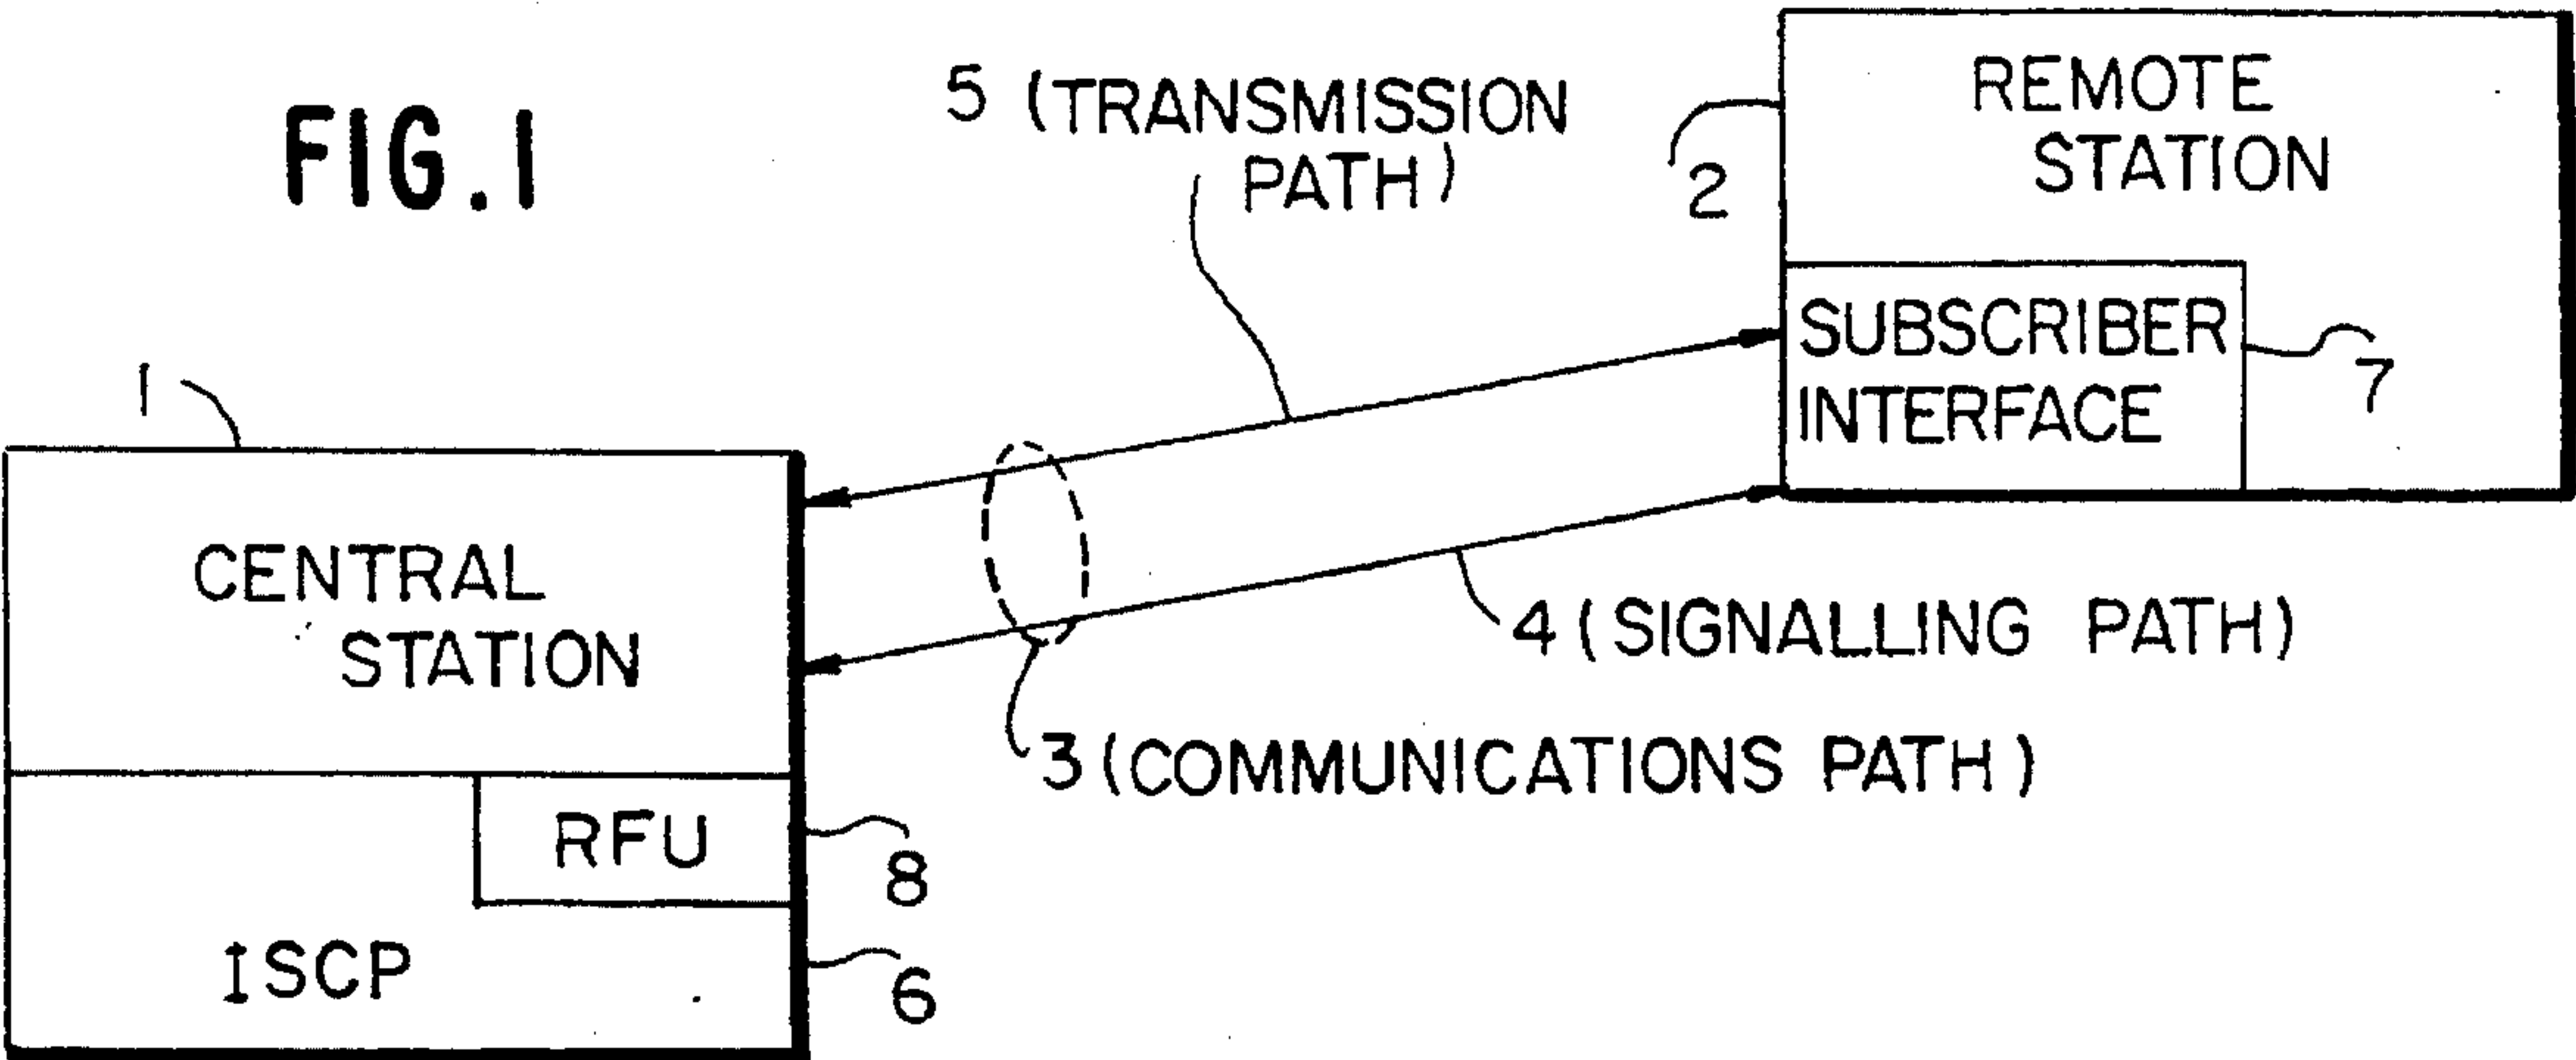 FIG.1
5 (TRANSMISSION
PATH)
2
REMOTE
STATION
SUBSCRIBER
INTERFACE
7
1
CENTRAL
STATION
4 (SIGNALLING PATH)
3 (COMMUNICATIONS PATH)
RFU
8
ISCP
6